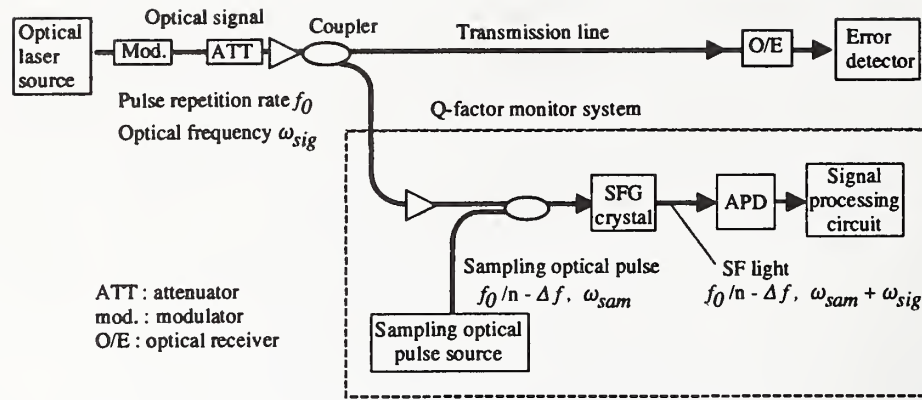 Optical signal
Coupler
Optical
laser
source
Mod.
ATT
Transmission line
O/E
Error
detector
Pulse repetition rate f0
Optical frequency ωsig
Q-factor monitor system
SFG
crystal
APD
Signal
processing
circuit
Sampling optical pulse
f0/n - Δf, ωsam
SF light
f0/n - Δf, ωsam + ωsig
ATT : attenuator
mod. : modulator
O/E : optical receiver
Sampling optical
pulse source